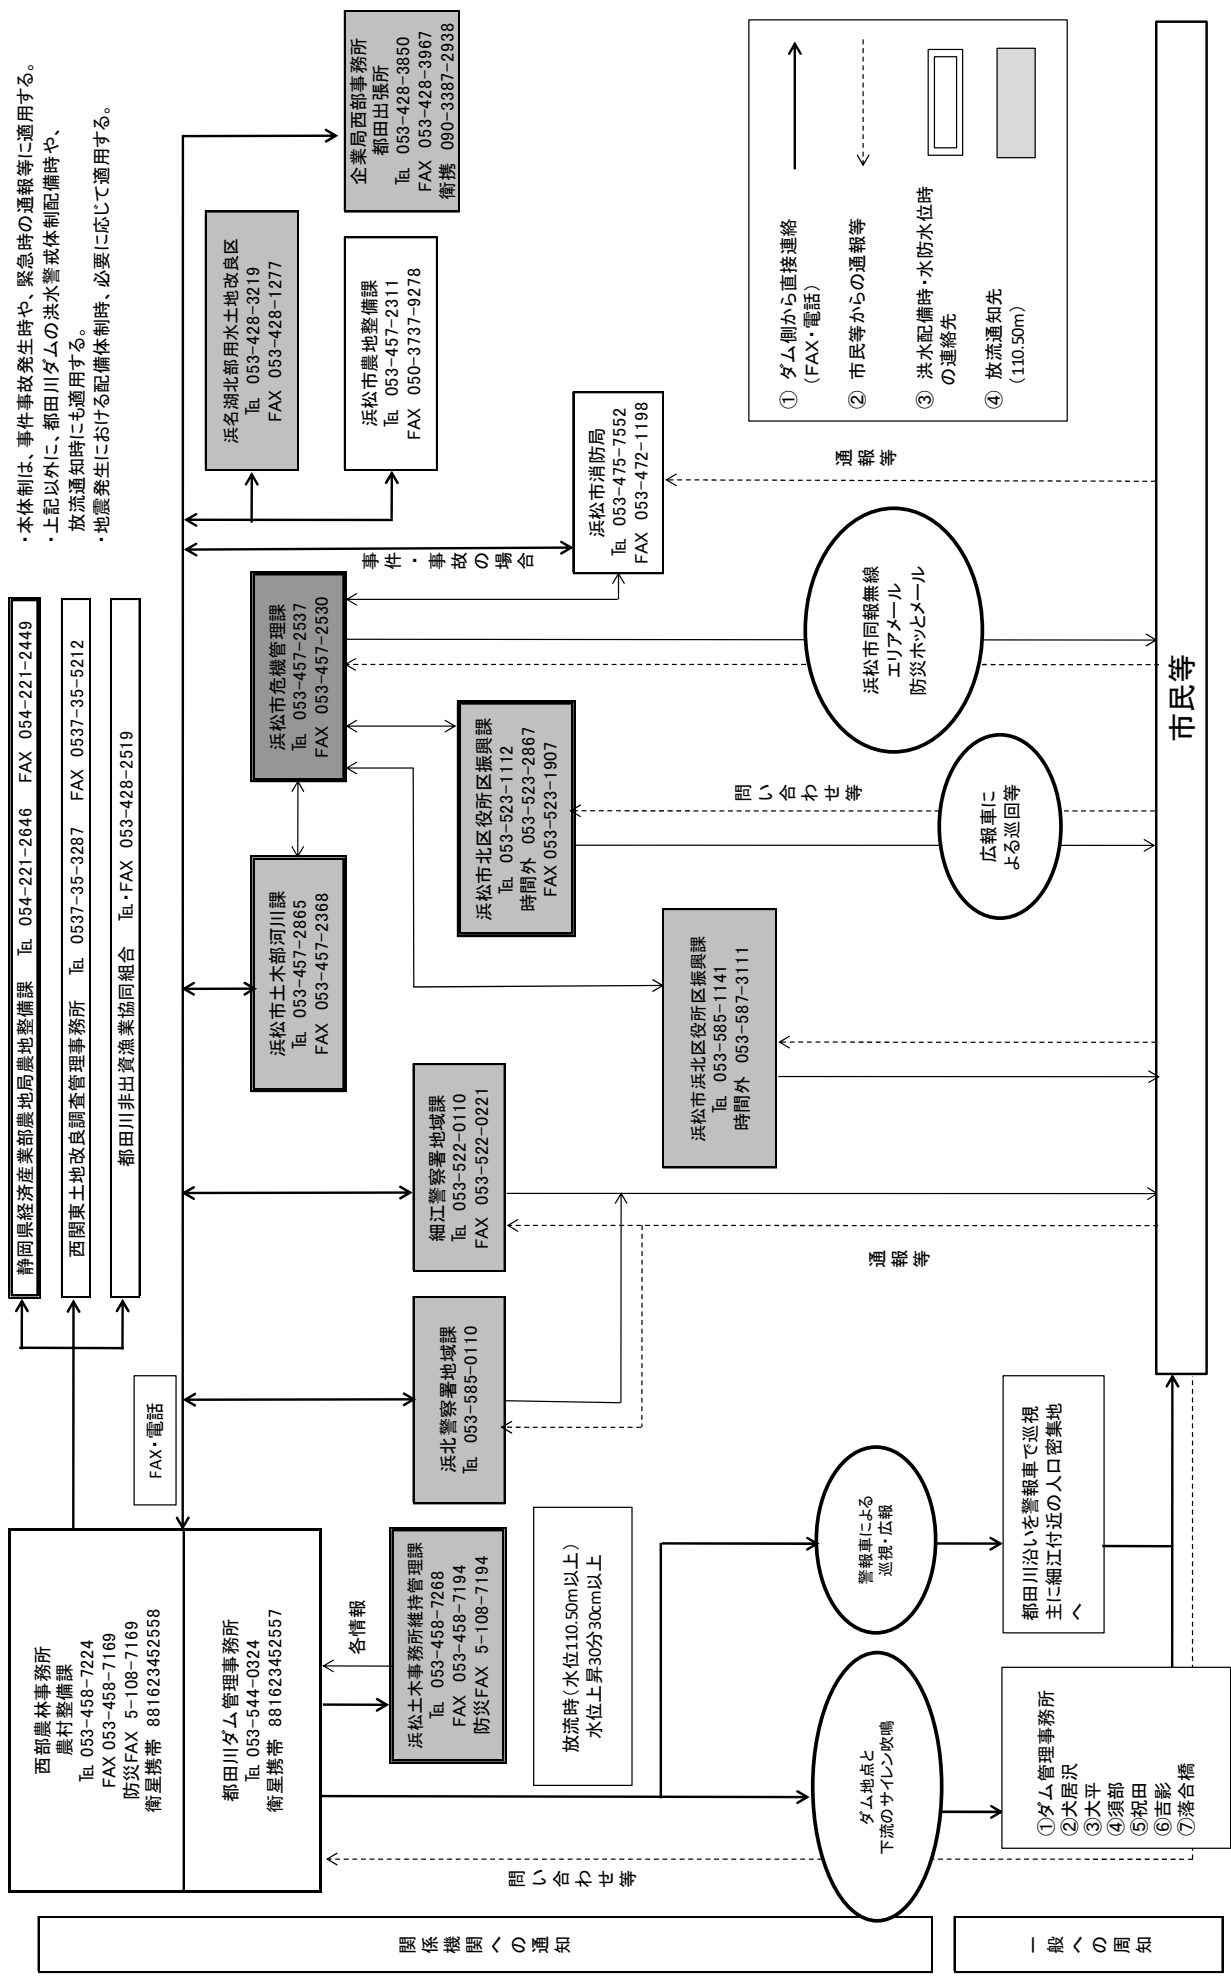 ・本体制は、事件事故発生時や、緊急時の通報等に適用する。
・上記以外に、都田川ダムの洪水警戒体制配備時や、
放流通知時にも適用する。
・地震発生における配備体制時、必要に応じて適用する。
静岡県経済産業部農地局農地整備課 ℡ 054-221-2646 FAX 054-221-2449
西関東土地改良調査管理事務所 ℡ 0537-35-3287 FAX 0537-35-5212
都田川非出資漁業協同組合 ℡・FAX 053-428-2519
FAX・電話
西部農林事務所
農村整備課
℡ 053-458-7224
FAX 053-458-7169
防災FAX 5-108-7169
衛星携帯 881623452558
都田川ダム管理事務所
℡ 053-544-0324
衛星携帯 881623452557
各情報
浜松土木事務所維持管理課
℡ 053-458-7268
FAX 053-458-7194
防災FAX 5-108-7194
浜北警察署地域課
℡ 053-585-0110
細江警察署地域課
℡ 053-522-0110
FAX 053-522-0221
浜松市土木部河川課
℡ 053-457-2865
FAX 053-457-2368
浜松市危機管理課
℡ 053-457-2537
FAX 053-457-2530
浜名湖北部用水土地改良区
℡ 053-428-3219
FAX 053-428-1277
浜松市農地整備課
℡ 053-457-2311
FAX 050-3737-9278
企業局西部事務所
都田出張所
℡ 053-428-3850
FAX 053-428-3967
衛携 090-3387-2938
事件・事故の場合
浜松市消防局
℡ 053-475-7552
FAX 053-472-1198
浜松市北区役所区振興課
℡ 053-523-1112
時間外 053-523-2867
FAX 053-523-1907
浜松市浜北区役所区振興課
℡ 053-585-1141
時間外 053-587-3111
放流時(水位110.50m以上)
水位上昇30分30cm以上
問い合わせ等
通報等
問い合わせ等
通報等
浜松市同報無線
エリアメール
防災ホッとメール
広報車に
よる巡回等
警報車による
巡視・広報
ダム地点と
下流のサイレン吹鳴
都田川沿いを警報車で巡視
主に細江付近の人口密集地
へ
①ダム管理事務所
②犬居沢
③大平
④須部
⑤祝田
⑥吉影
⑦落合橋
市民等
① ダム側から直接連絡
(FAX・電話)
② 市民等からの通報等
③ 洪水配備時・水防水位時
の連絡先
④ 放流通知先
(110.50m)
関係機関への通知
一般への周知